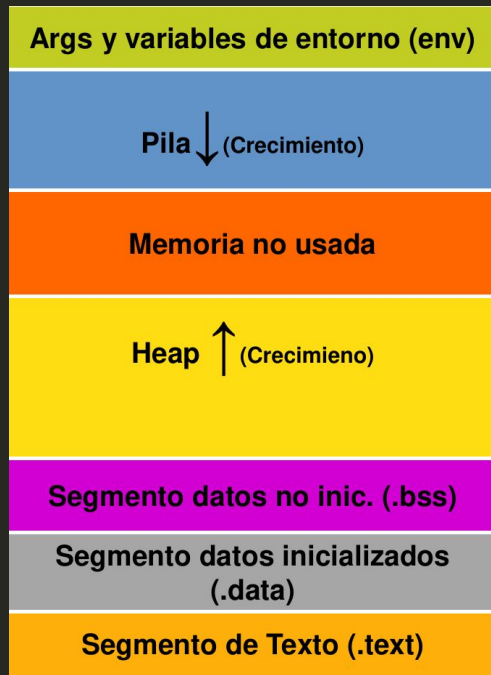 Args y variables de entorno (env)
Pila (Crecimiento)
Memoria no usada
Heap (Crecimieno)
Segmento datos no inic. (.bss)
Segmento datos inicializados
(.data)
Segmento de Texto (.text)